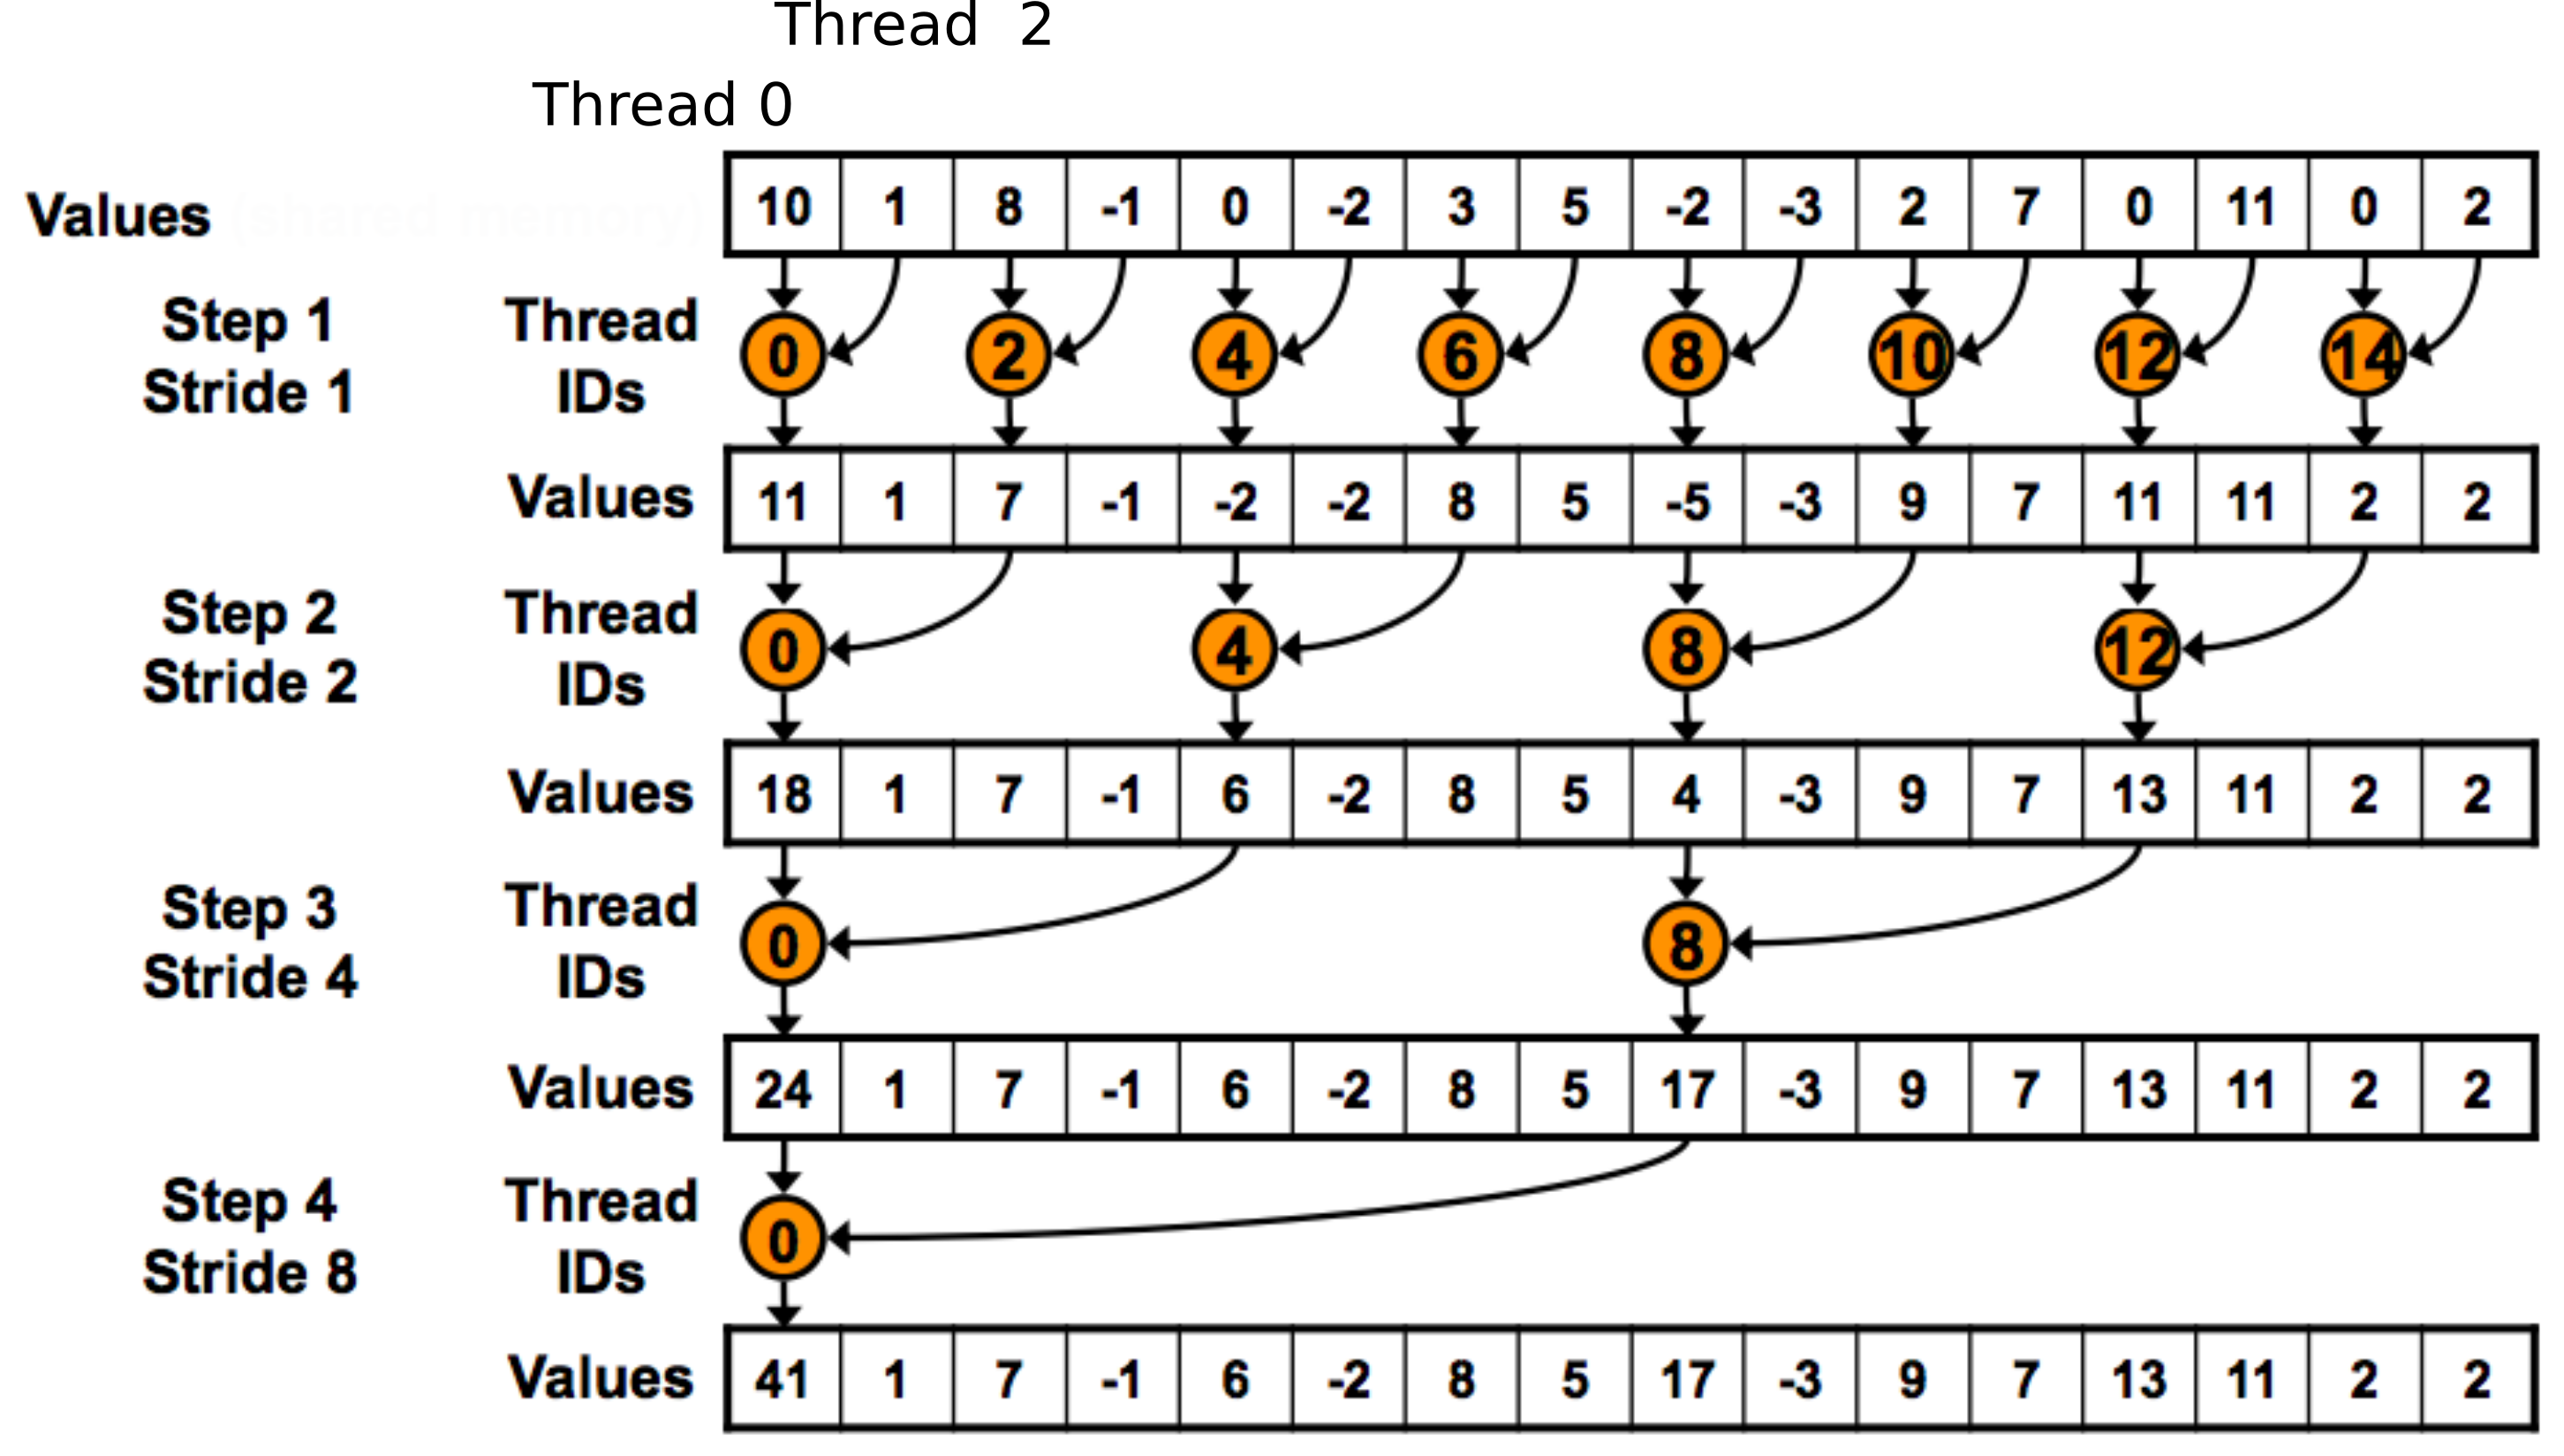 Thread 2
Thread 0
Values (shared memory) 10 1 8 -1 0 -2 3 5 -2 -3 2 7 0 11 0 2
Step 1 Thread
Stride 1 IDs
0 2 4 6 8 10 12 14
Values 11 1 7 -1 -2 -2 8 5 -5 -3 9 7 11 11 2 2
Step 2 Thread
Stride 2 IDs
0 4 8 12
Values 18 1 7 -1 6 -2 8 5 4 -3 9 7 13 11 2 2
Step 3 Thread
Stride 4 IDs
0 8
Values 24 1 7 -1 6 -2 8 5 17 -3 9 7 13 11 2 2
Step 4 Thread
Stride 8 IDs
0
Values 41 1 7 -1 6 -2 8 5 17 -3 9 7 13 11 2 2